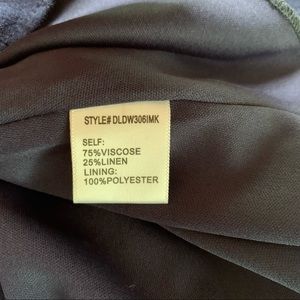 STYLE# DLDW306IMK
SELF:
75%VISCOSE
25%LINEN
LINING:
100%POLYESTER